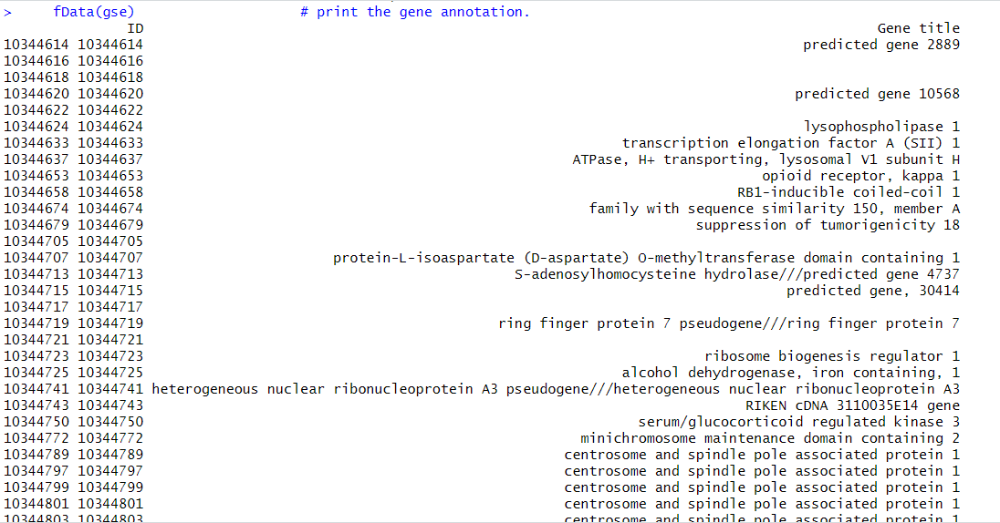 > fData(gse) # print the gene annotation.
ID Gene title
10344614 10344614 predicted gene 2889
10344616 10344616
10344618 10344618
10344620 10344620 predicted gene 10568
10344622 10344622
10344624 10344624 lysophospholipase 1
10344633 10344633 transcription elongation factor A (SII) 1
10344637 10344637 ATPase, H+ transporting, lysosomal V1 subunit H
10344653 10344653 opioid receptor, kappa 1
10344658 10344658 RB1-inducible coiled-coil 1
10344674 10344674 family with sequence similarity 150, member A
10344679 10344679 suppression of tumorigenicity 18
10344705 10344705
10344707 10344707 protein-L-isoaspartate (D-aspartate) O-methyltransferase domain containing 1
10344713 10344713 S-adenosylhomocysteine hydrolase///predicted gene 4737
10344715 10344715 predicted gene, 30414
10344717 10344717
10344719 10344719 ring finger protein 7 pseudogene///ring finger protein 7
10344721 10344721
10344723 10344723 ribosome biogenesis regulator 1
10344725 10344725 alcohol dehydrogenase, iron containing, 1
10344741 10344741 heterogeneous nuclear ribonucleoprotein A3 pseudogene///heterogeneous nuclear ribonucleoprotein A3
10344743 10344743 RIKEN cDNA 3110035E14 gene
10344750 10344750 serum/glucocorticoid regulated kinase 3
10344772 10344772 minichromosome maintenance domain containing 2
10344789 10344789 centrosome and spindle pole associated protein 1
10344797 10344797 centrosome and spindle pole associated protein 1
10344799 10344799 centrosome and spindle pole associated protein 1
10344801 10344801 centrosome and spindle pole associated protein 1
10344803 10344803 centrosome and spindle pole associated protein 1